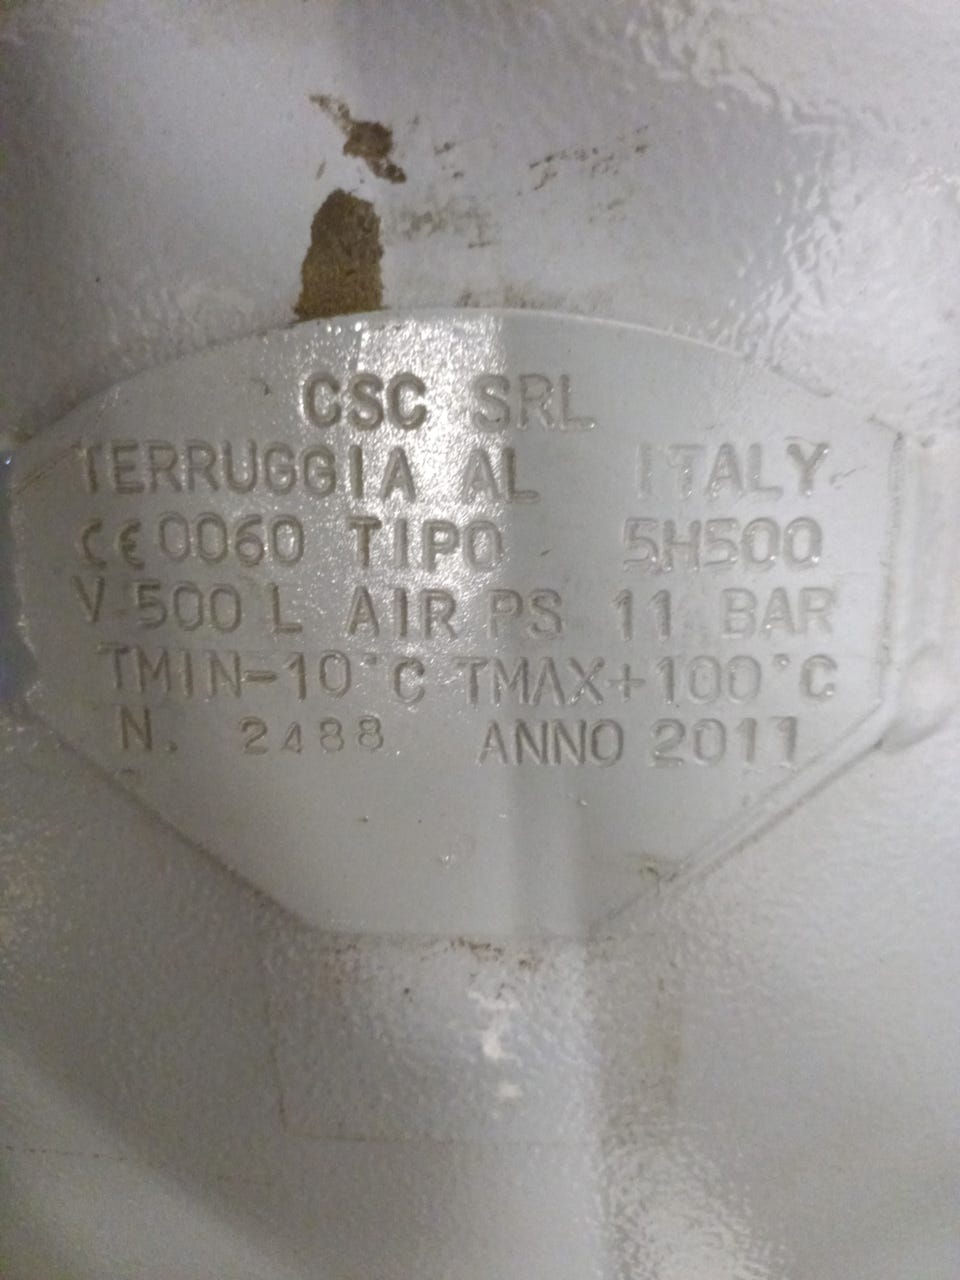 CSC SRL
TERRUGGIA AL ITALY
CE 0060 TIPO 5H500
V 500 L AIR PS 11 BAR
TMIN-10°C TMAX+100°C
N. 2488 ANNO 2011